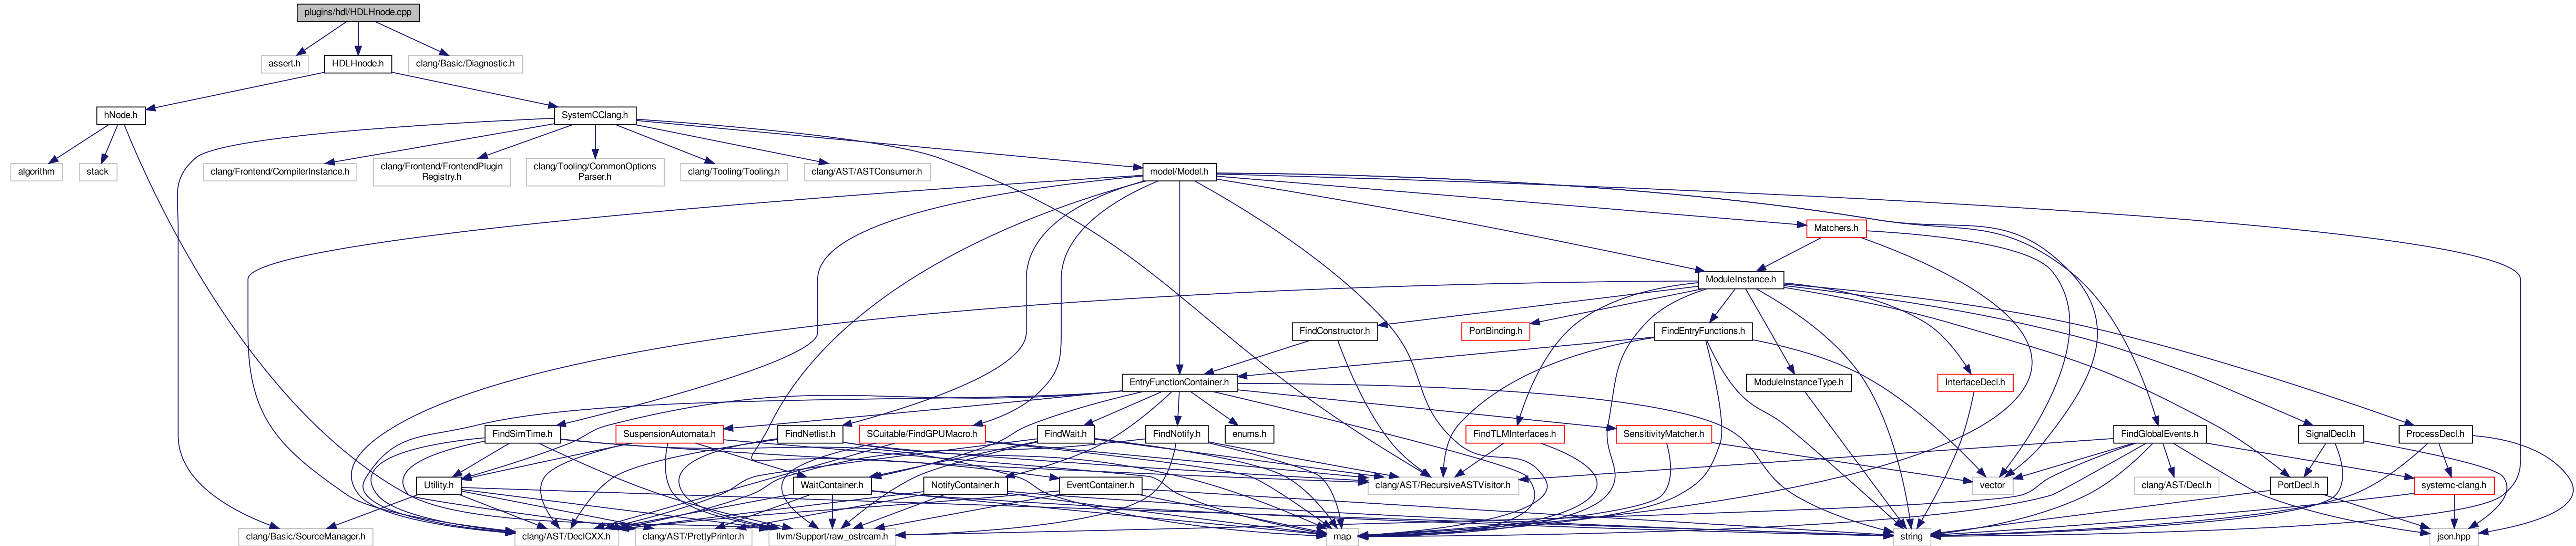 plugins/hdl/HDLHnode.cpp
assert.h
HDLHnode.h
clang/Basic/Diagnostic.h
hNode.h
SystemCClang.h
algorithm
stack
clang/Frontend/CompilerInstance.h
clang/Frontend/FrontendPlugin
Registry.h
clang/Tooling/CommonOptions
Parser.h
clang/Tooling/Tooling.h
clang/AST/ASTConsumer.h
model/Model.h
Matchers.h
ModuleInstance.h
FindConstructor.h
PortBinding.h
FindEntryFunctions.h
EntryFunctionContainer.h
ModuleInstanceType.h
InterfaceDecl.h
FindSimTime.h
SuspensionAutomata.h
FindNetlist.h
SCuitable/FindGPUMacro.h
FindWait.h
FindNotify.h
enums.h
FindTLMInterfaces.h
SensitivityMatcher.h
FindGlobalEvents.h
SignalDecl.h
ProcessDecl.h
Utility.h
WaitContainer.h
NotifyContainer.h
EventContainer.h
clang/AST/RecursiveASTVisitor.h
vector
clang/AST/Decl.h
PortDecl.h
systemc-clang.h
clang/Basic/SourceManager.h
clang/AST/DeclCXX.h
clang/AST/PrettyPrinter.h
llvm/Support/raw_ostream.h
map
string
json.hpp